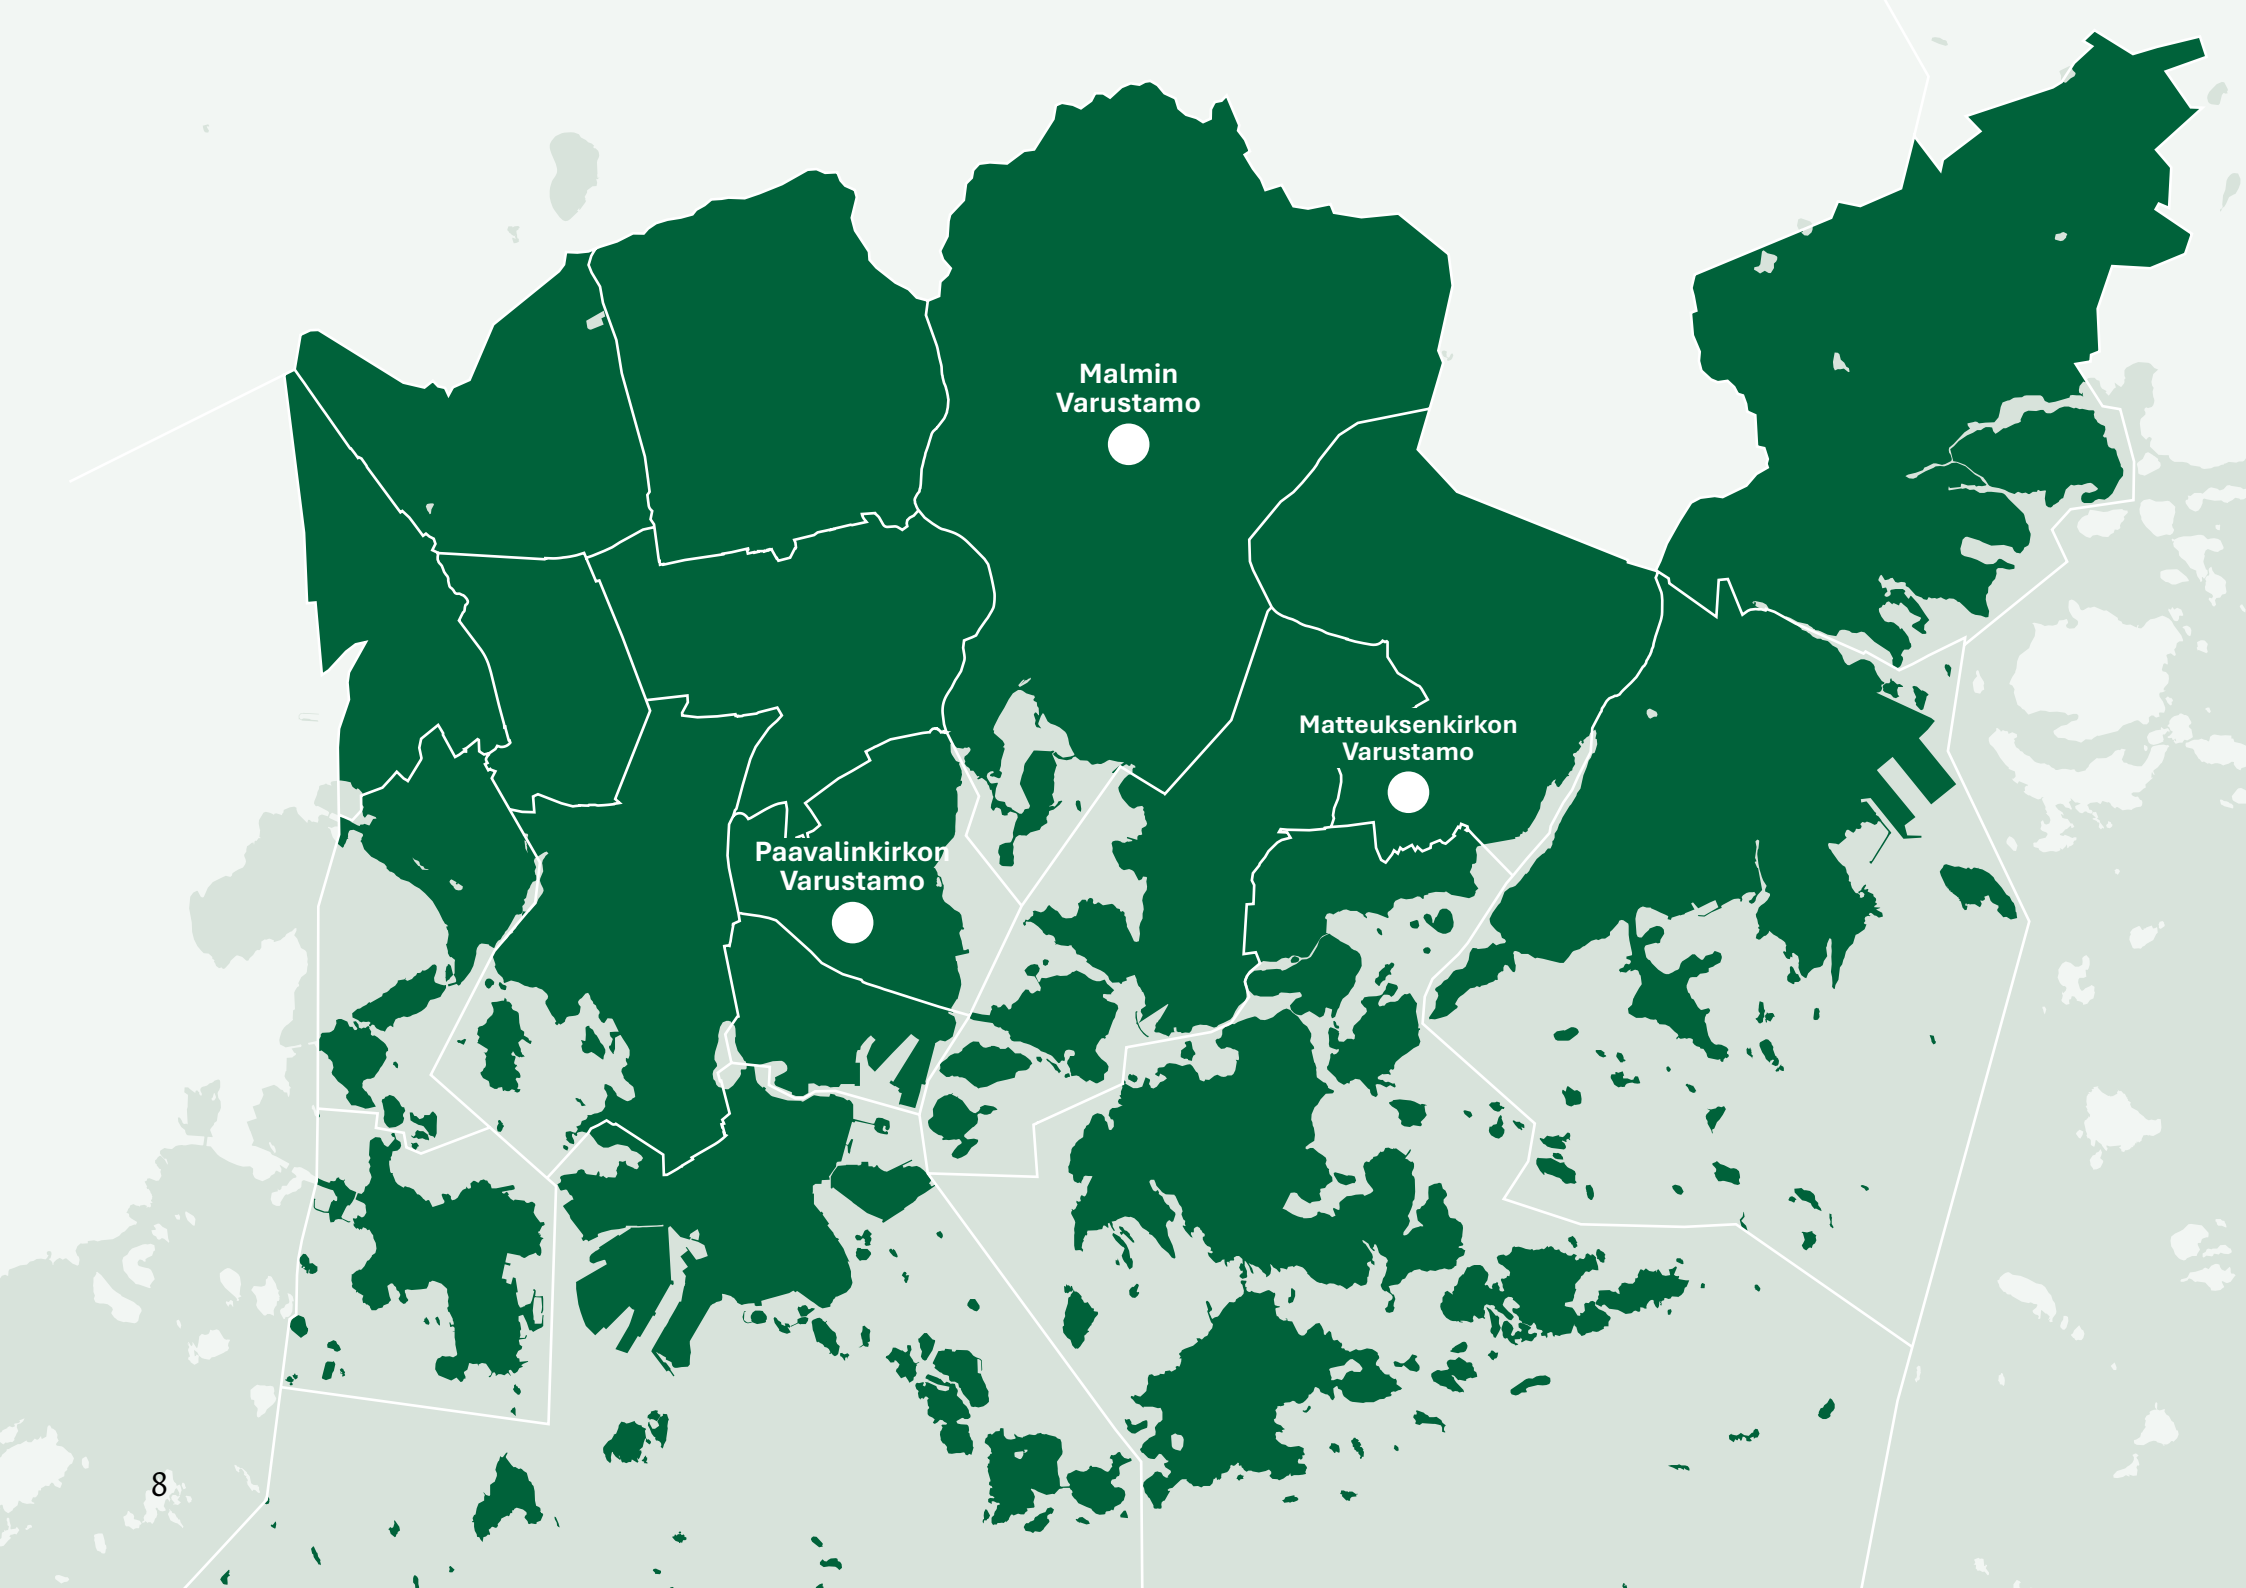 Malmin
Varustamo
Matteuksenkirkon
Varustamo
Paavalinkirkon
Varustamo
8